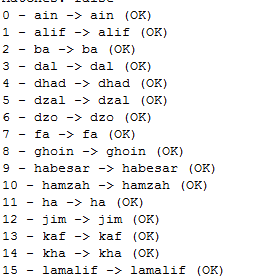 0 - ain -> ain (OK)
1 - alif -> alif (OK)
2 - ba -> ba (OK)
3 - dal -> dal (OK)
4 - dhad -> dhad (OK)
5 - dzal -> dzal (OK)
6 - dzo -> dzo (OK)
7 - fa -> fa (OK)
8 - ghoin -> ghoin (OK)
9 - habesar -> habesar (OK)
10 - hamzah -> hamzah (OK)
11 - ha -> ha (OK)
12 - jim -> jim (OK)
13 - kaf -> kaf (OK)
14 - kha -> kha (OK)
15 - lamalif -> lamalif (OK)